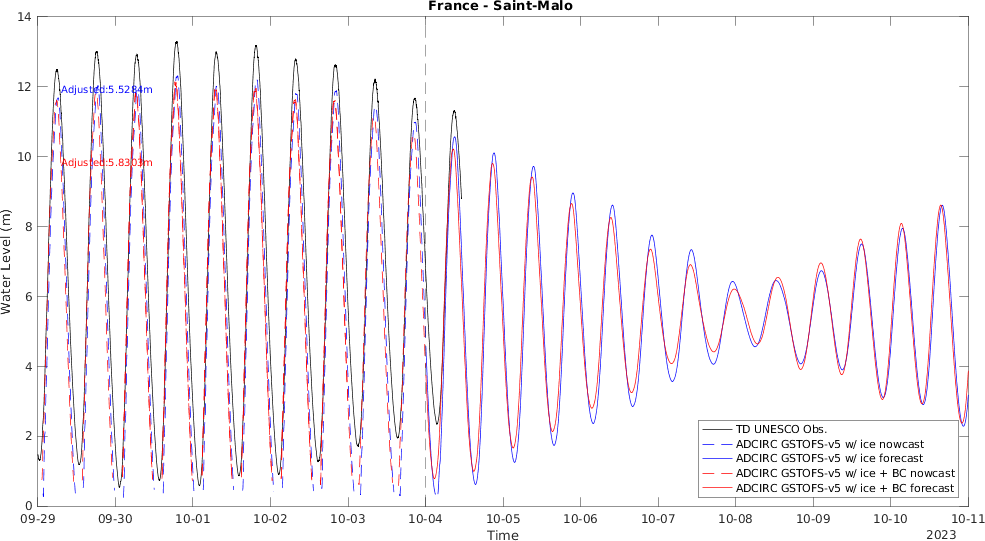 France - Saint-Malo
Water Level (m)
14
12
10
8
6
4
2
0
Adjusted:5.5284m
Adjusted:5.8303m
TD UNESCO Obs.
ADCIRC GSTOFS-v5 w/ ice nowcast
ADCIRC GSTOFS-v5 w/ ice forecast
ADCIRC GSTOFS-v5 w/ ice + BC nowcast
ADCIRC GSTOFS-v5 w/ ice + BC forecast
09-29 09-30 10-01 10-02 10-03 10-04 10-05 10-06 10-07 10-08 10-09 10-10 10-11
Time
2023